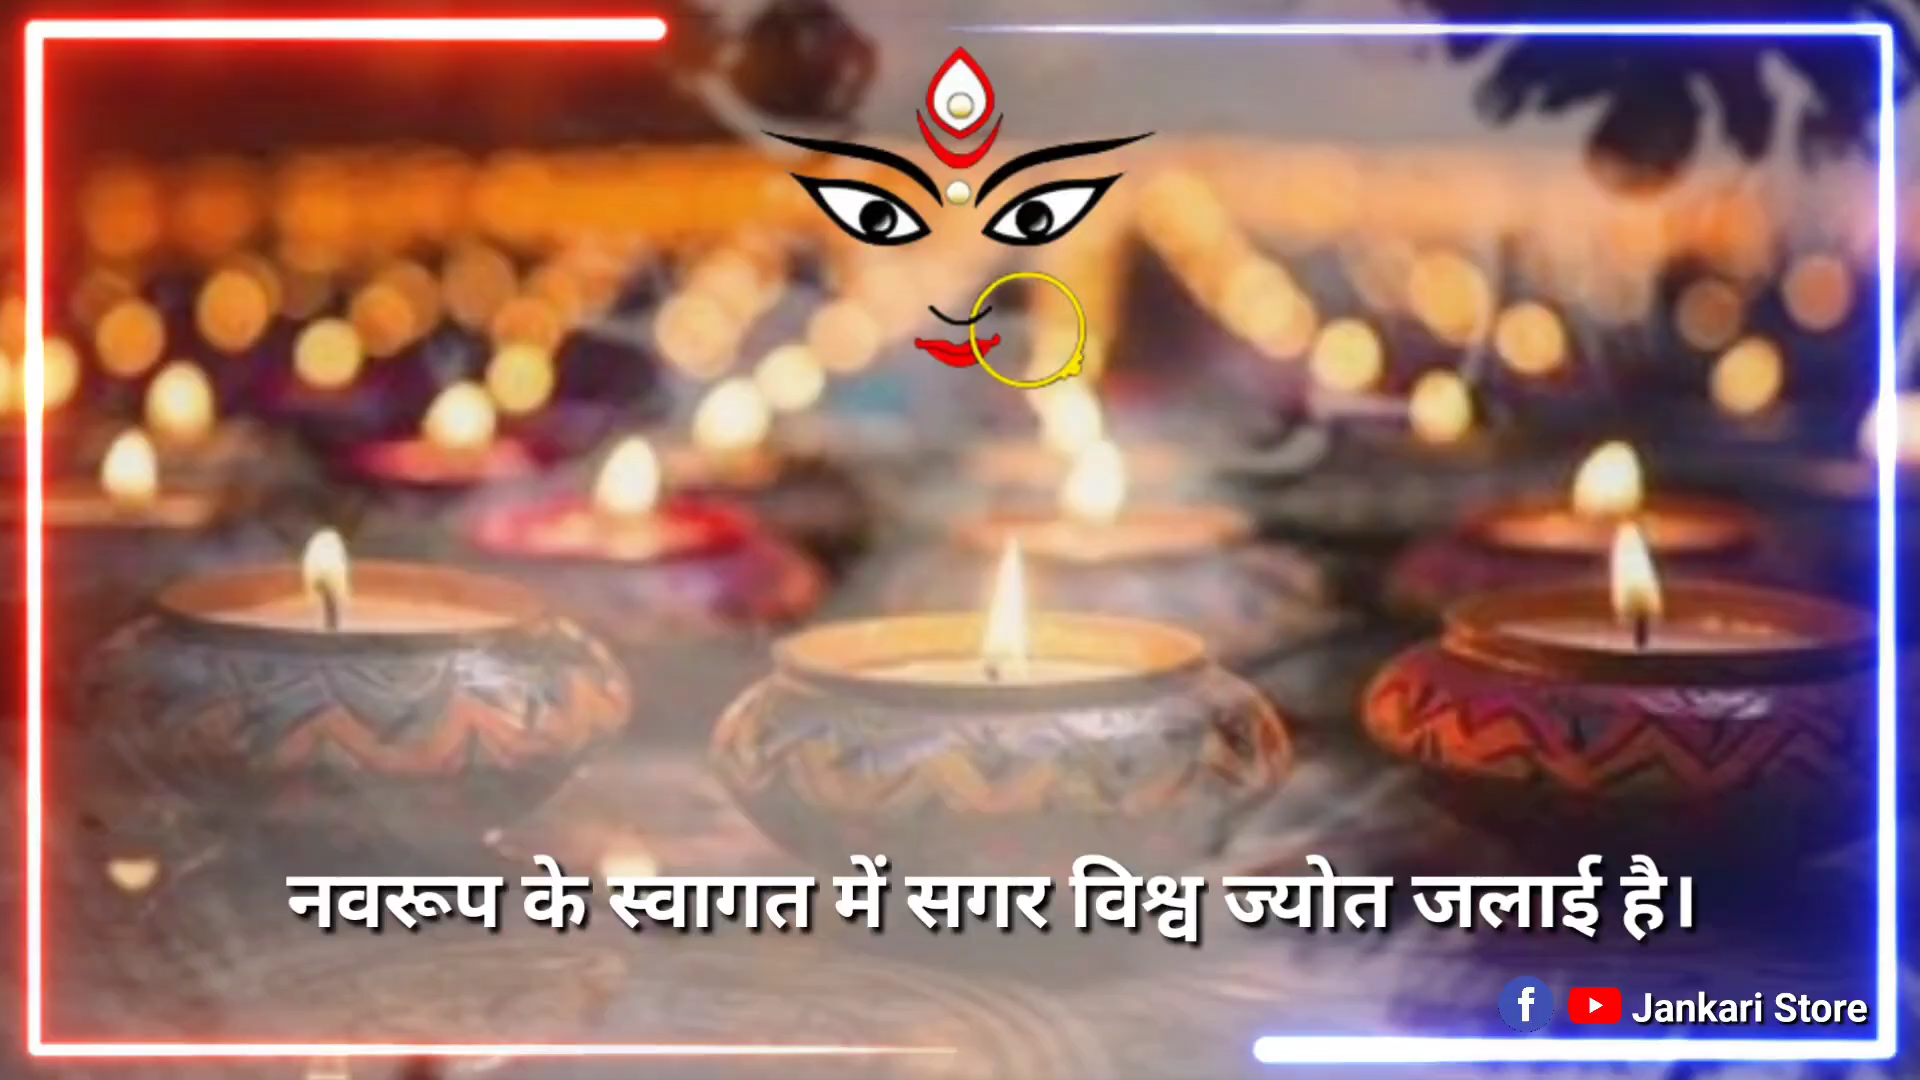 नवरूप के स्वागत में सगर विश्व ज्योत जलाई है।
f Jankari Store